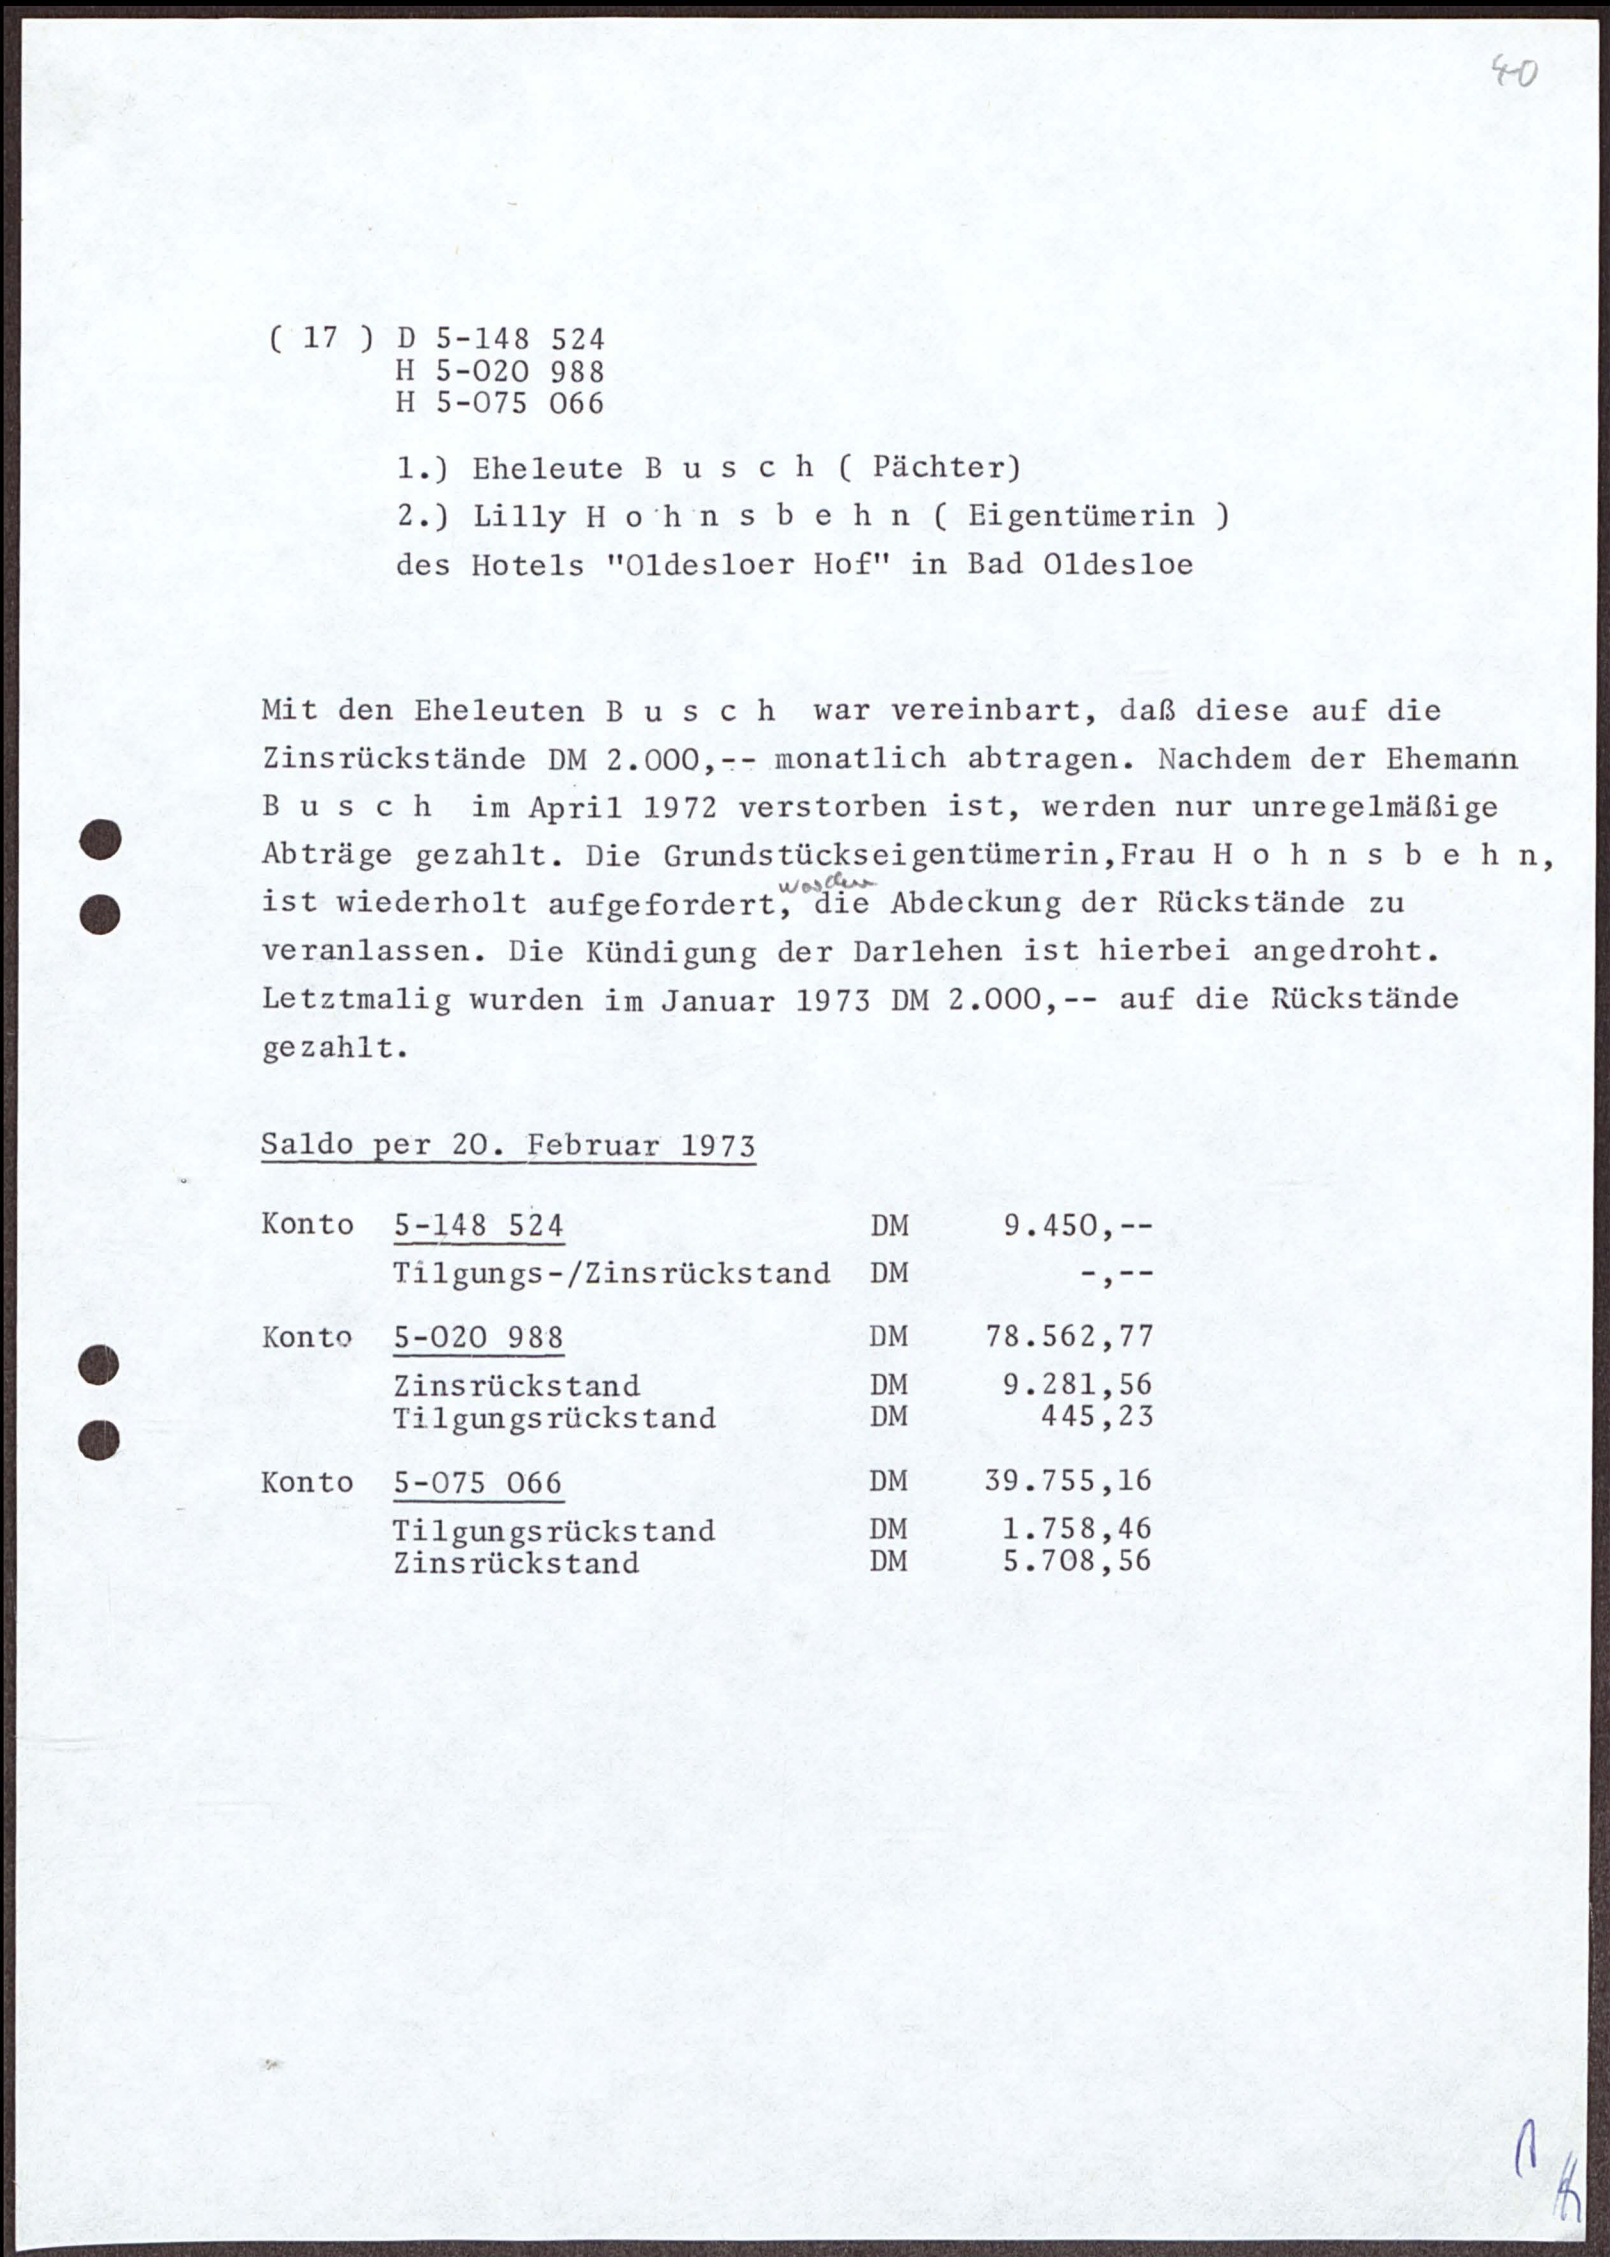 40
( 17 ) D 5-148 524
H 5-020 988
H 5-075 066
1.) Eheleute B u s c h ( Pächter)
2.) Lilly H o h n s b e h n ( Eigentümerin )
des Hotels "Oldesloer Hof" in Bad Oldesloe
Mit den Eheleuten B u s c h war vereinbart, daß diese auf die
Zinsrückstände DM 2.000,-- monatlich abtragen. Nachdem der Ehemann
B u s c h im April 1972 verstorben ist, werden nur unregelmäßige
Abträge gezahlt. Die Grundstückseigentümerin,Frau H o h n s b e h n,
worden
ist wiederholt aufgefordert, die Abdeckung der Rückstände zu
veranlassen. Die Kündigung der Darlehen ist hierbei angedroht.
Letztmalig wurden im Januar 1973 DM 2.000,-- auf die Rückstände
gezahlt.
Saldo per 20. Februar 1973
Konto 5-148 524 DM 9.450,--
Tilgungs-/Zinsrückstand DM -,--
Konto 5-020 988 DM 78.562,77
Zinsrückstand DM 9.281,56
Tilgungsrückstand DM 445,23
Konto 5-075 066 DM 39.755,16
Tilgungsrückstand DM 1.758,46
Zinsrückstand DM 5.708,56